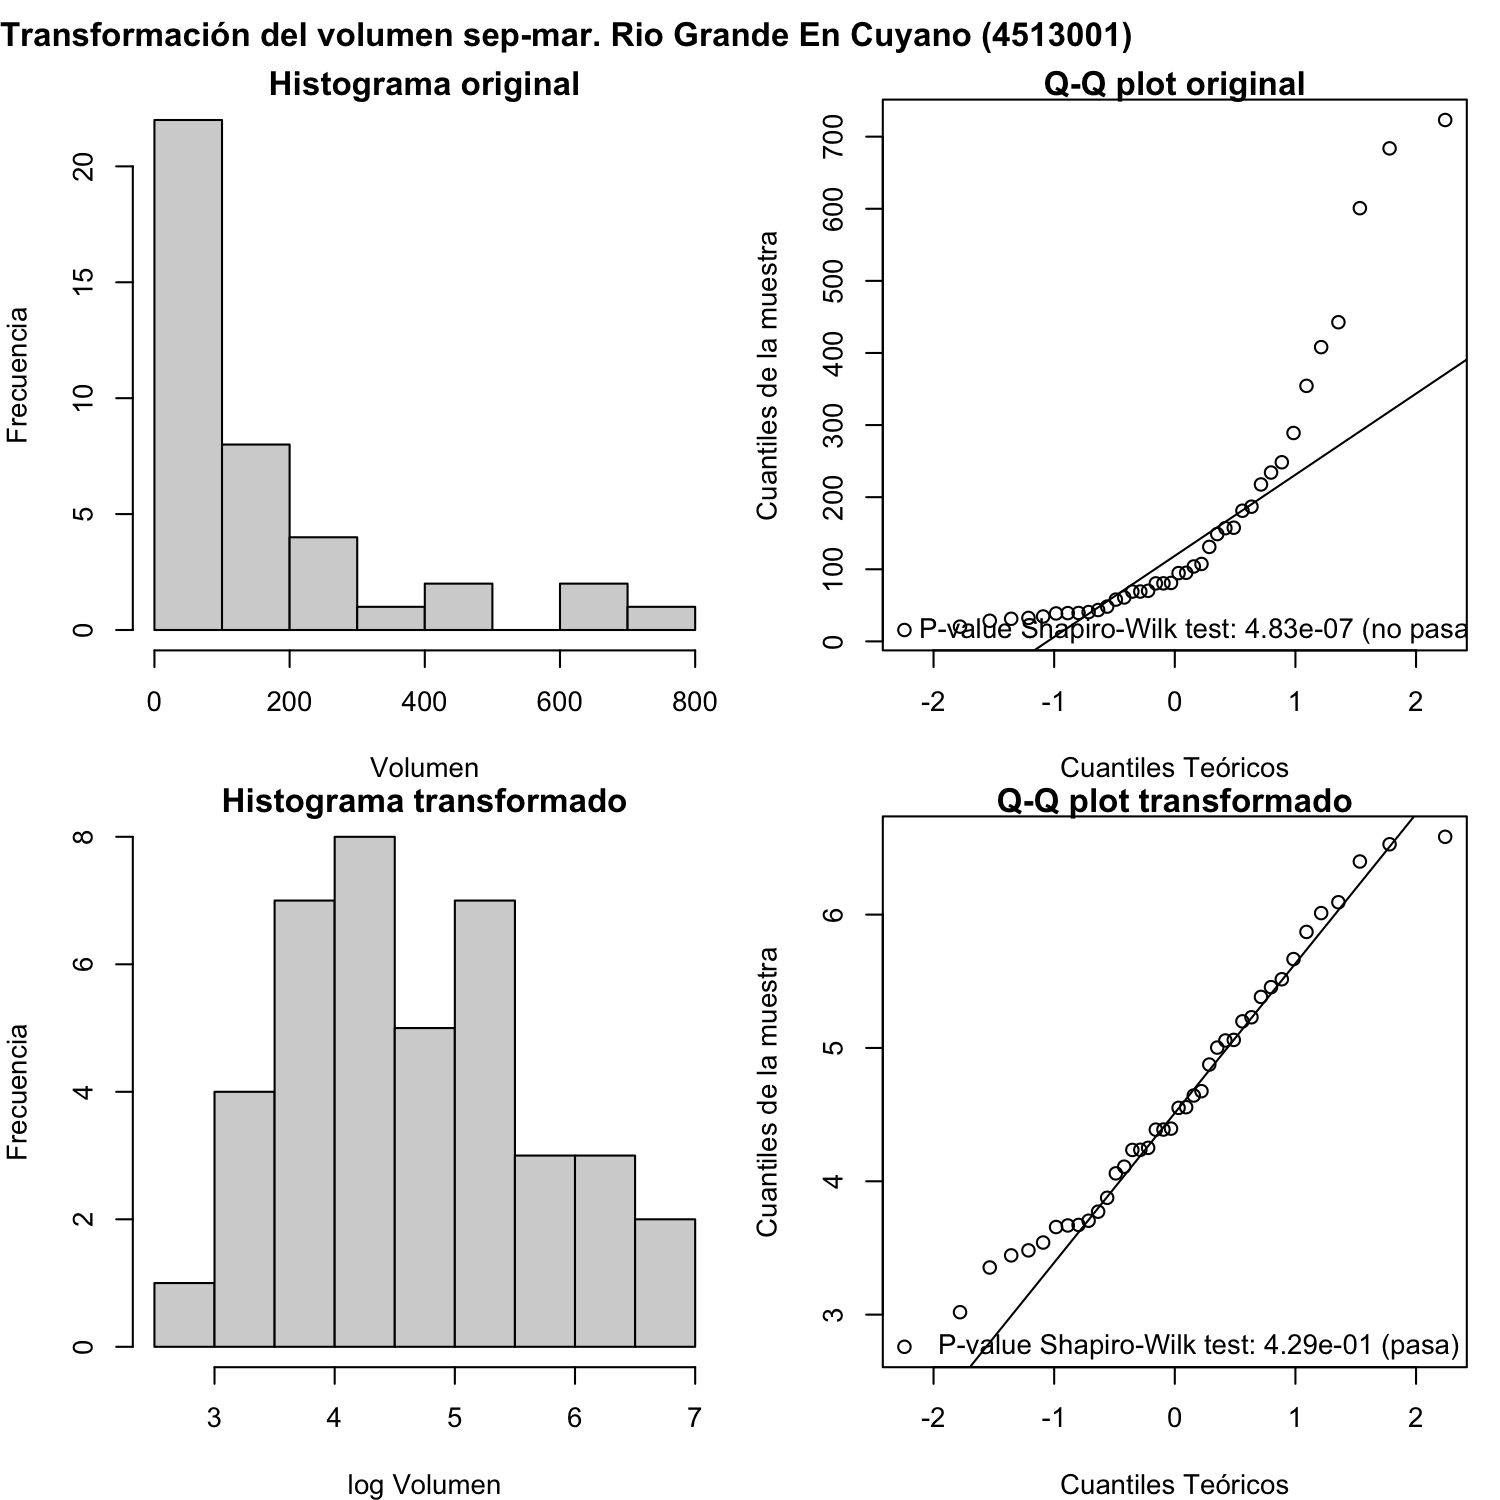 Transformación del volumen sep-mar. Rio Grande En Cuyano (4513001)
Histograma original
Frecuencia
20
15
10
5
0
0 200 400 600 800
Volumen
Q-Q plot original
Cuantiles de la muestra
700
600
500
400
300
200
100
0
P-value Shapiro-Wilk test: 4.83e-07 (no pasa
-2 -1 0 1 2
Cuantiles Teóricos
Histograma transformado
Frecuencia
8
6
4
2
0
3 4 5 6 7
log Volumen
Q-Q plot transformado
Cuantiles de la muestra
6
5
4
3
P-value Shapiro-Wilk test: 4.29e-01 (pasa)
-2 -1 0 1 2
Cuantiles Teóricos